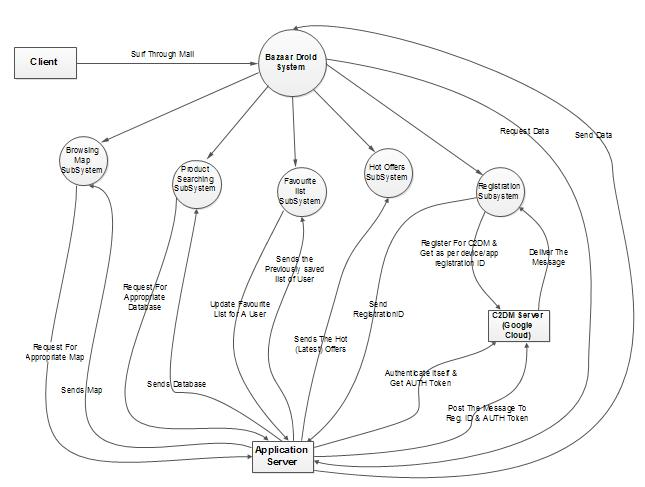 Surf Through Mall
Client
Bazaar Droid
System
Request Data
Send Data
Browsing
Map
SubSystem
Product
Searching
SubSystem
Favourite
list
SubSystem
Hot Offers
SubSystem
Registration
Subsystem
Register For C2DM &
Get as per device/app
registration ID
Deliver The
Message
Sends the
Previously saved
list of User
Request For
Appropriate
Database
Update Favourite
List for A User
Send
RegistrationID
C2DM Server
(Google
Cloud)
Sends The Hot
(Latest) Offers
Request For
Appropriate Map
Sends Map
Sends Database
Authenticate Itself &
Get AUTH Token
Post The Message To
Reg. ID & AUTH Token
Application
Server